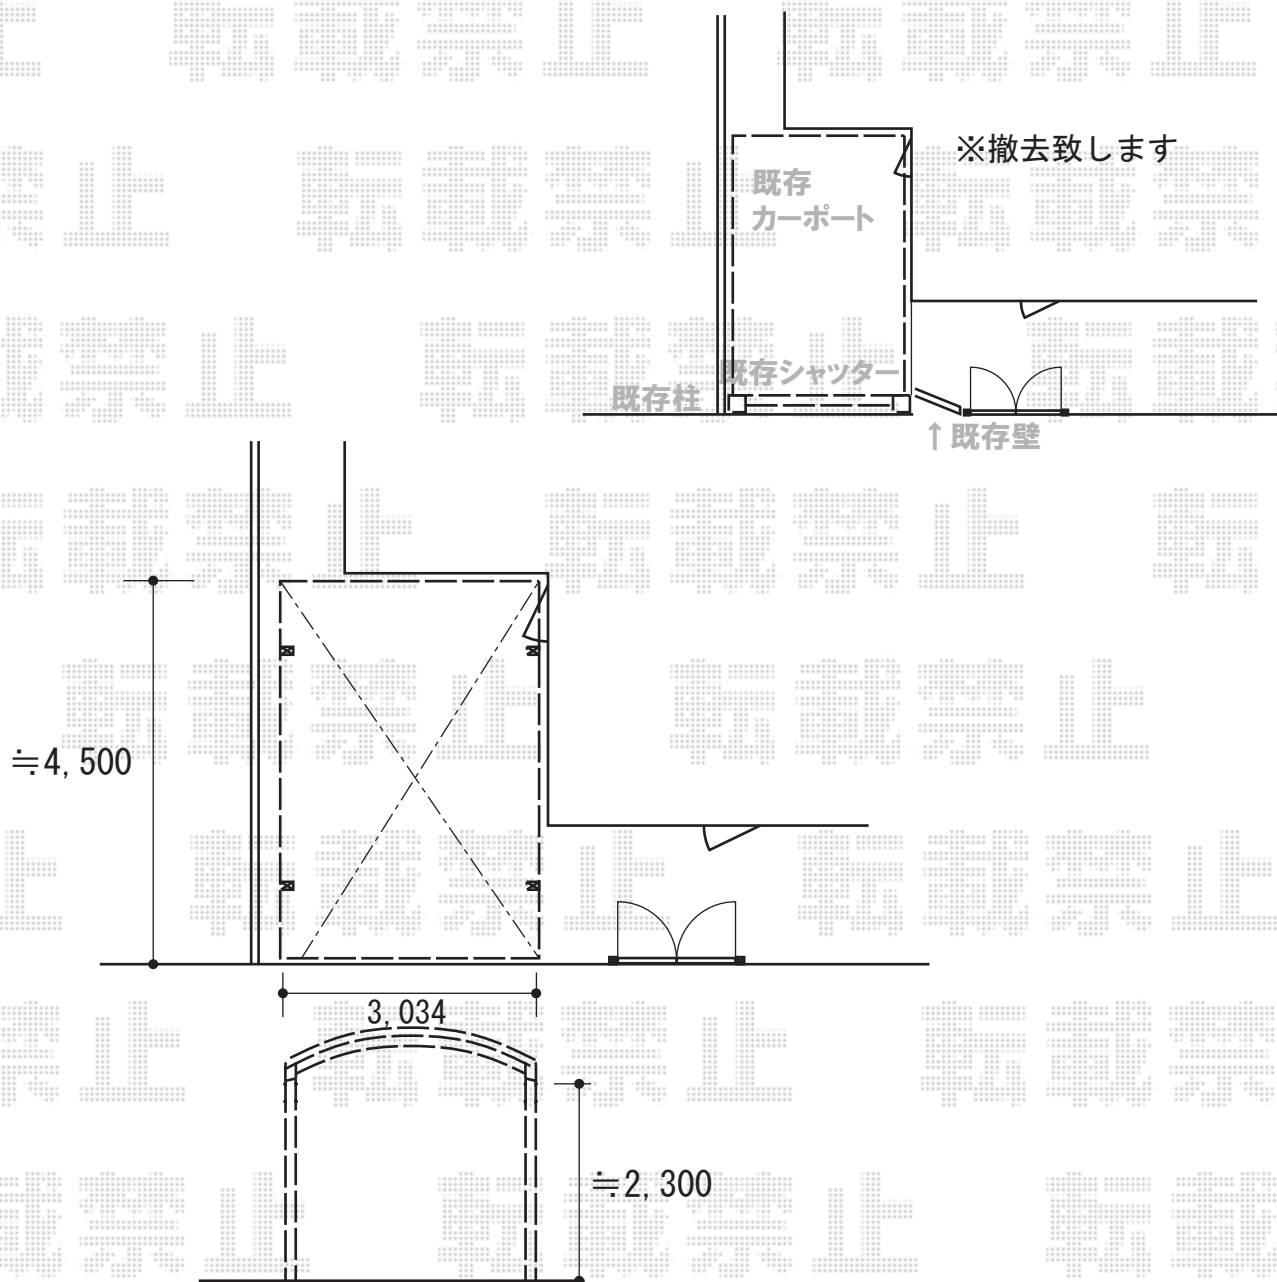 ※撤去致します
既存
カーポート
既存シャッター
既存柱
↑既存壁
≒4,500
3,034
≒2,300
転載禁止